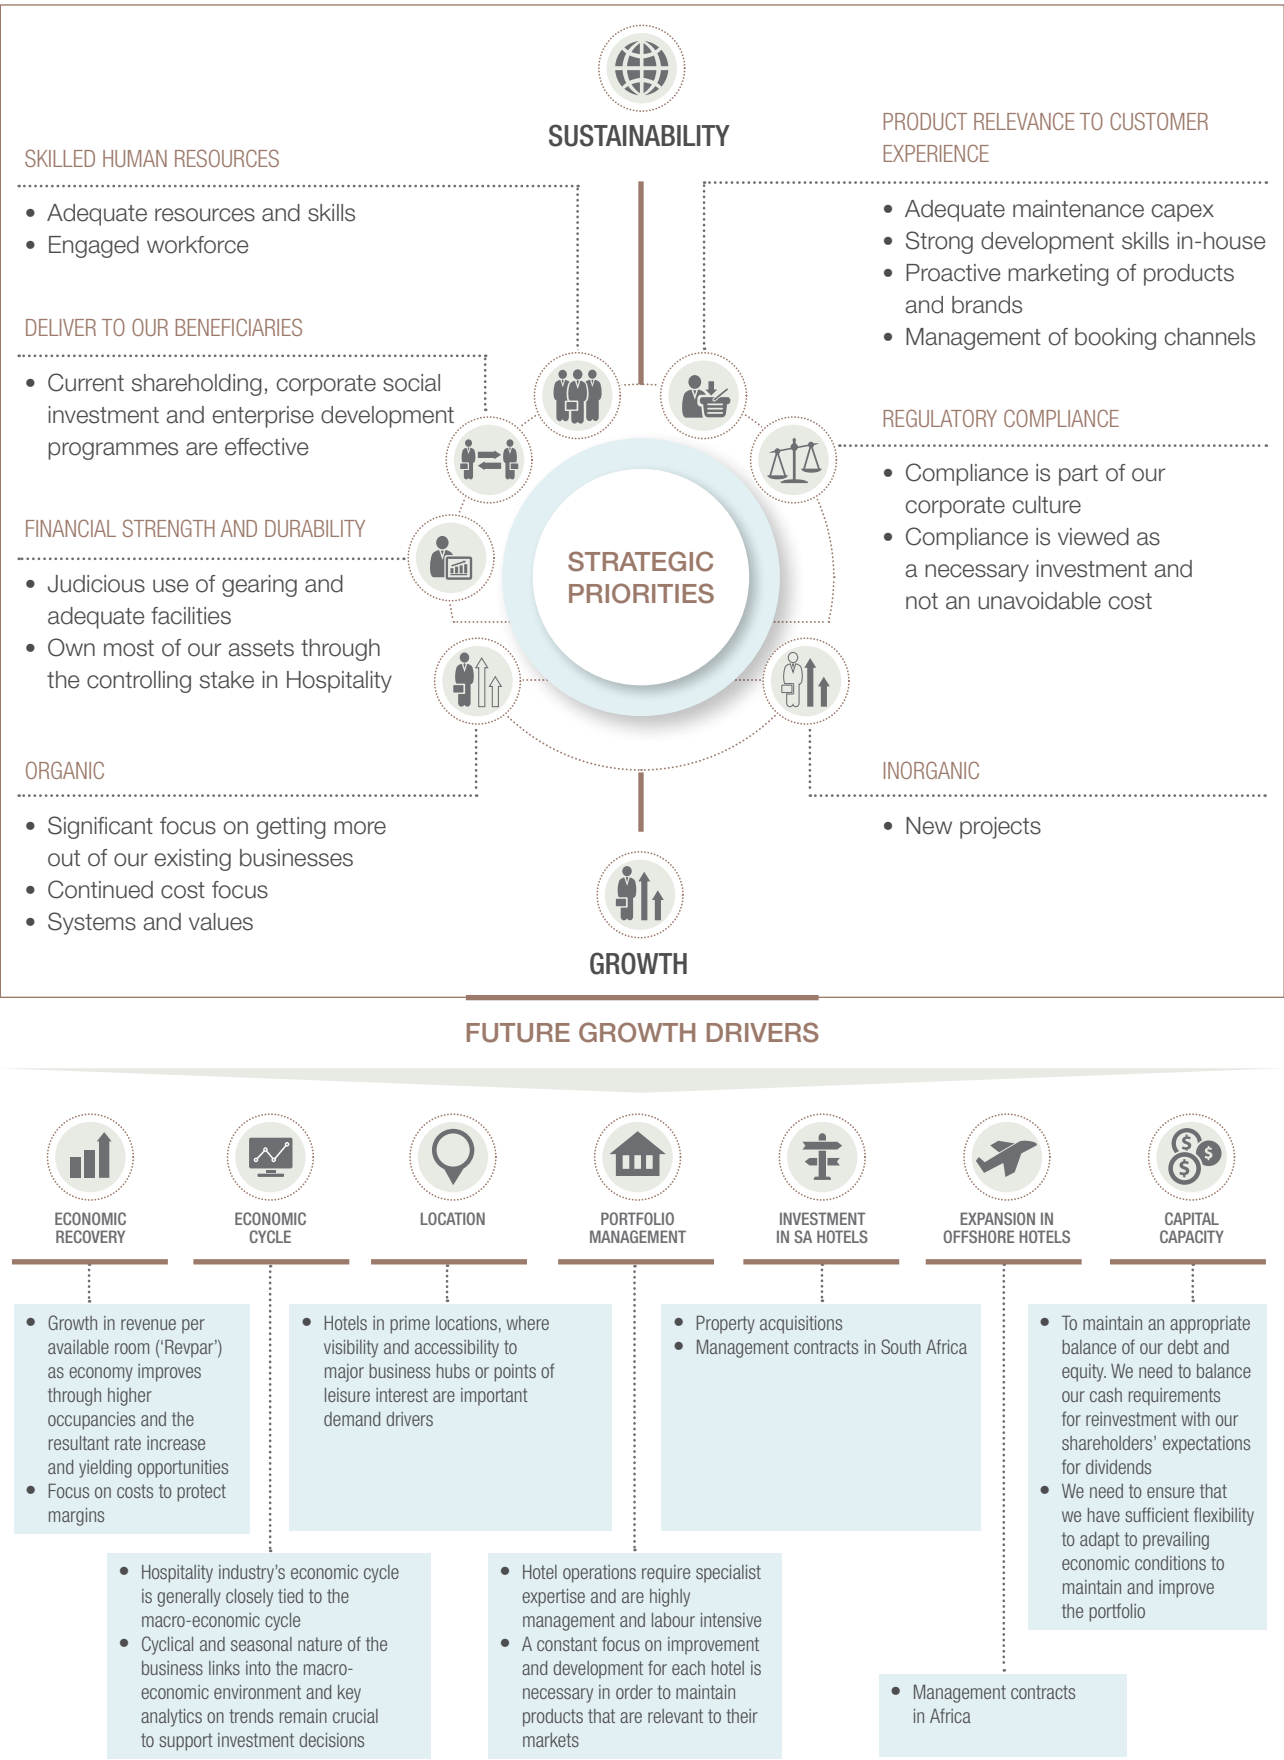 SUSTAINABILITY
SKILLED HUMAN RESOURCES
• Adequate resources and skills
• Engaged workforce
DELIVER TO OUR BENEFICIARIES
• Current shareholding, corporate social
investment and enterprise development
programmes are effective
FINANCIAL STRENGTH AND DURABILITY
• Judicious use of gearing and
adequate facilities
• Own most of our assets through
the controlling stake in Hospitality
ORGANIC
• Significant focus on getting more
out of our existing businesses
• Continued cost focus
• Systems and values
PRODUCT RELEVANCE TO CUSTOMER
EXPERIENCE
• Adequate maintenance capex
• Strong development skills in-house
• Proactive marketing of products
and brands
• Management of booking channels
REGULATORY COMPLIANCE
• Compliance is part of our
corporate culture
• Compliance is viewed as
a necessary investment and
not an unavoidable cost
INORGANIC
• New projects
STRATEGIC
PRIORITIES
GROWTH
FUTURE GROWTH DRIVERS
ECONOMIC
RECOVERY
• Growth in revenue per
available room (‘Revpar’)
as economy improves
through higher
occupancies and the
resultant rate increase
and yielding opportunities
• Focus on costs to protect
margins
ECONOMIC
CYCLE
• Hospitality industry’s economic cycle
is generally closely tied to the
macro-economic cycle
• Cyclical and seasonal nature of the
business links into the macro-
economic environment and key
analytics on trends remain crucial
to support investment decisions
LOCATION
• Hotels in prime locations, where
visibility and accessibility to
major business hubs or points of
leisure interest are important
demand drivers
PORTFOLIO
MANAGEMENT
• Hotel operations require specialist
expertise and are highly
management and labour intensive
• A constant focus on improvement
and development for each hotel is
necessary in order to maintain
products that are relevant to their
markets
INVESTMENT
IN SA HOTELS
• Property acquisitions
• Management contracts in South Africa
EXPANSION IN
OFFSHORE HOTELS
• Management contracts
in Africa
CAPITAL
CAPACITY
• To maintain an appropriate
balance of our debt and
equity. We need to balance
our cash requirements
for reinvestment with our
shareholders’ expectations
for dividends
• We need to ensure that
we have sufficient flexibility
to adapt to prevailing
economic conditions to
maintain and improve
the portfolio